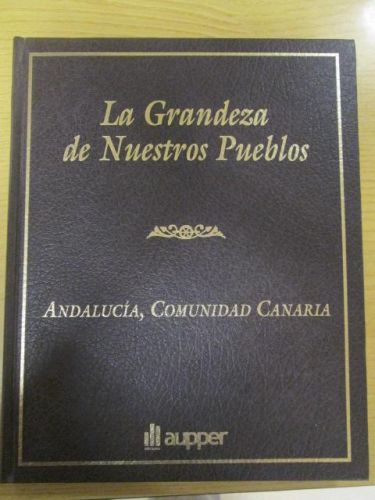 La Grandeza
de Nuestros Pueblos
ANDALUCÍA, COMUNIDAD CANARIA
aupper